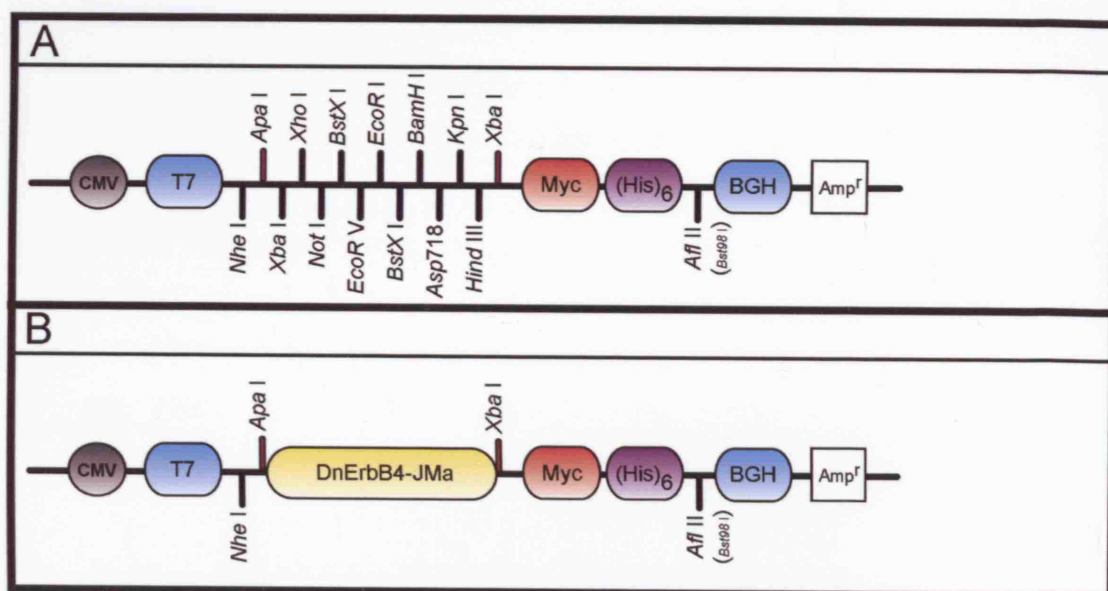 A
Apa I
Xho I
BstX I
EcoR I
BamH I
Kpn I
Xba I
CMV
T7
Myc
(His)6
BGH
Ampr
Nhe I
Xba I
Not I
EcoR V
BstX I
Asp718
Hind III
Afl II
(Bst98 I)
B
Apa I
Xba I
CMV
T7
DnErbB4-JMa
Myc
(His)6
BGH
Ampr
Nhe I
Afl II
(Bst98 I)